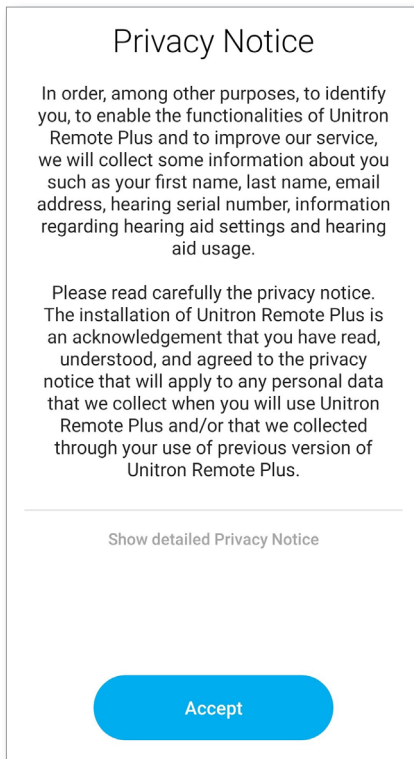 Privacy Notice
In order, among other purposes, to identify
you, to enable the functionalities of Unitron
Remote Plus and to improve our service,
we will collect some information about you
such as your first name, last name, email
address, hearing serial number, information
regarding hearing aid settings and hearing
aid usage.
Please read carefully the privacy notice.
The installation of Unitron Remote Plus is
an acknowledgement that you have read,
understood, and agreed to the privacy
notice that will apply to any personal data
that we collect when you will use Unitron
Remote Plus and/or that we collected
through your use of previous version of
Unitron Remote Plus.
Show detailed Privacy Notice
Accept